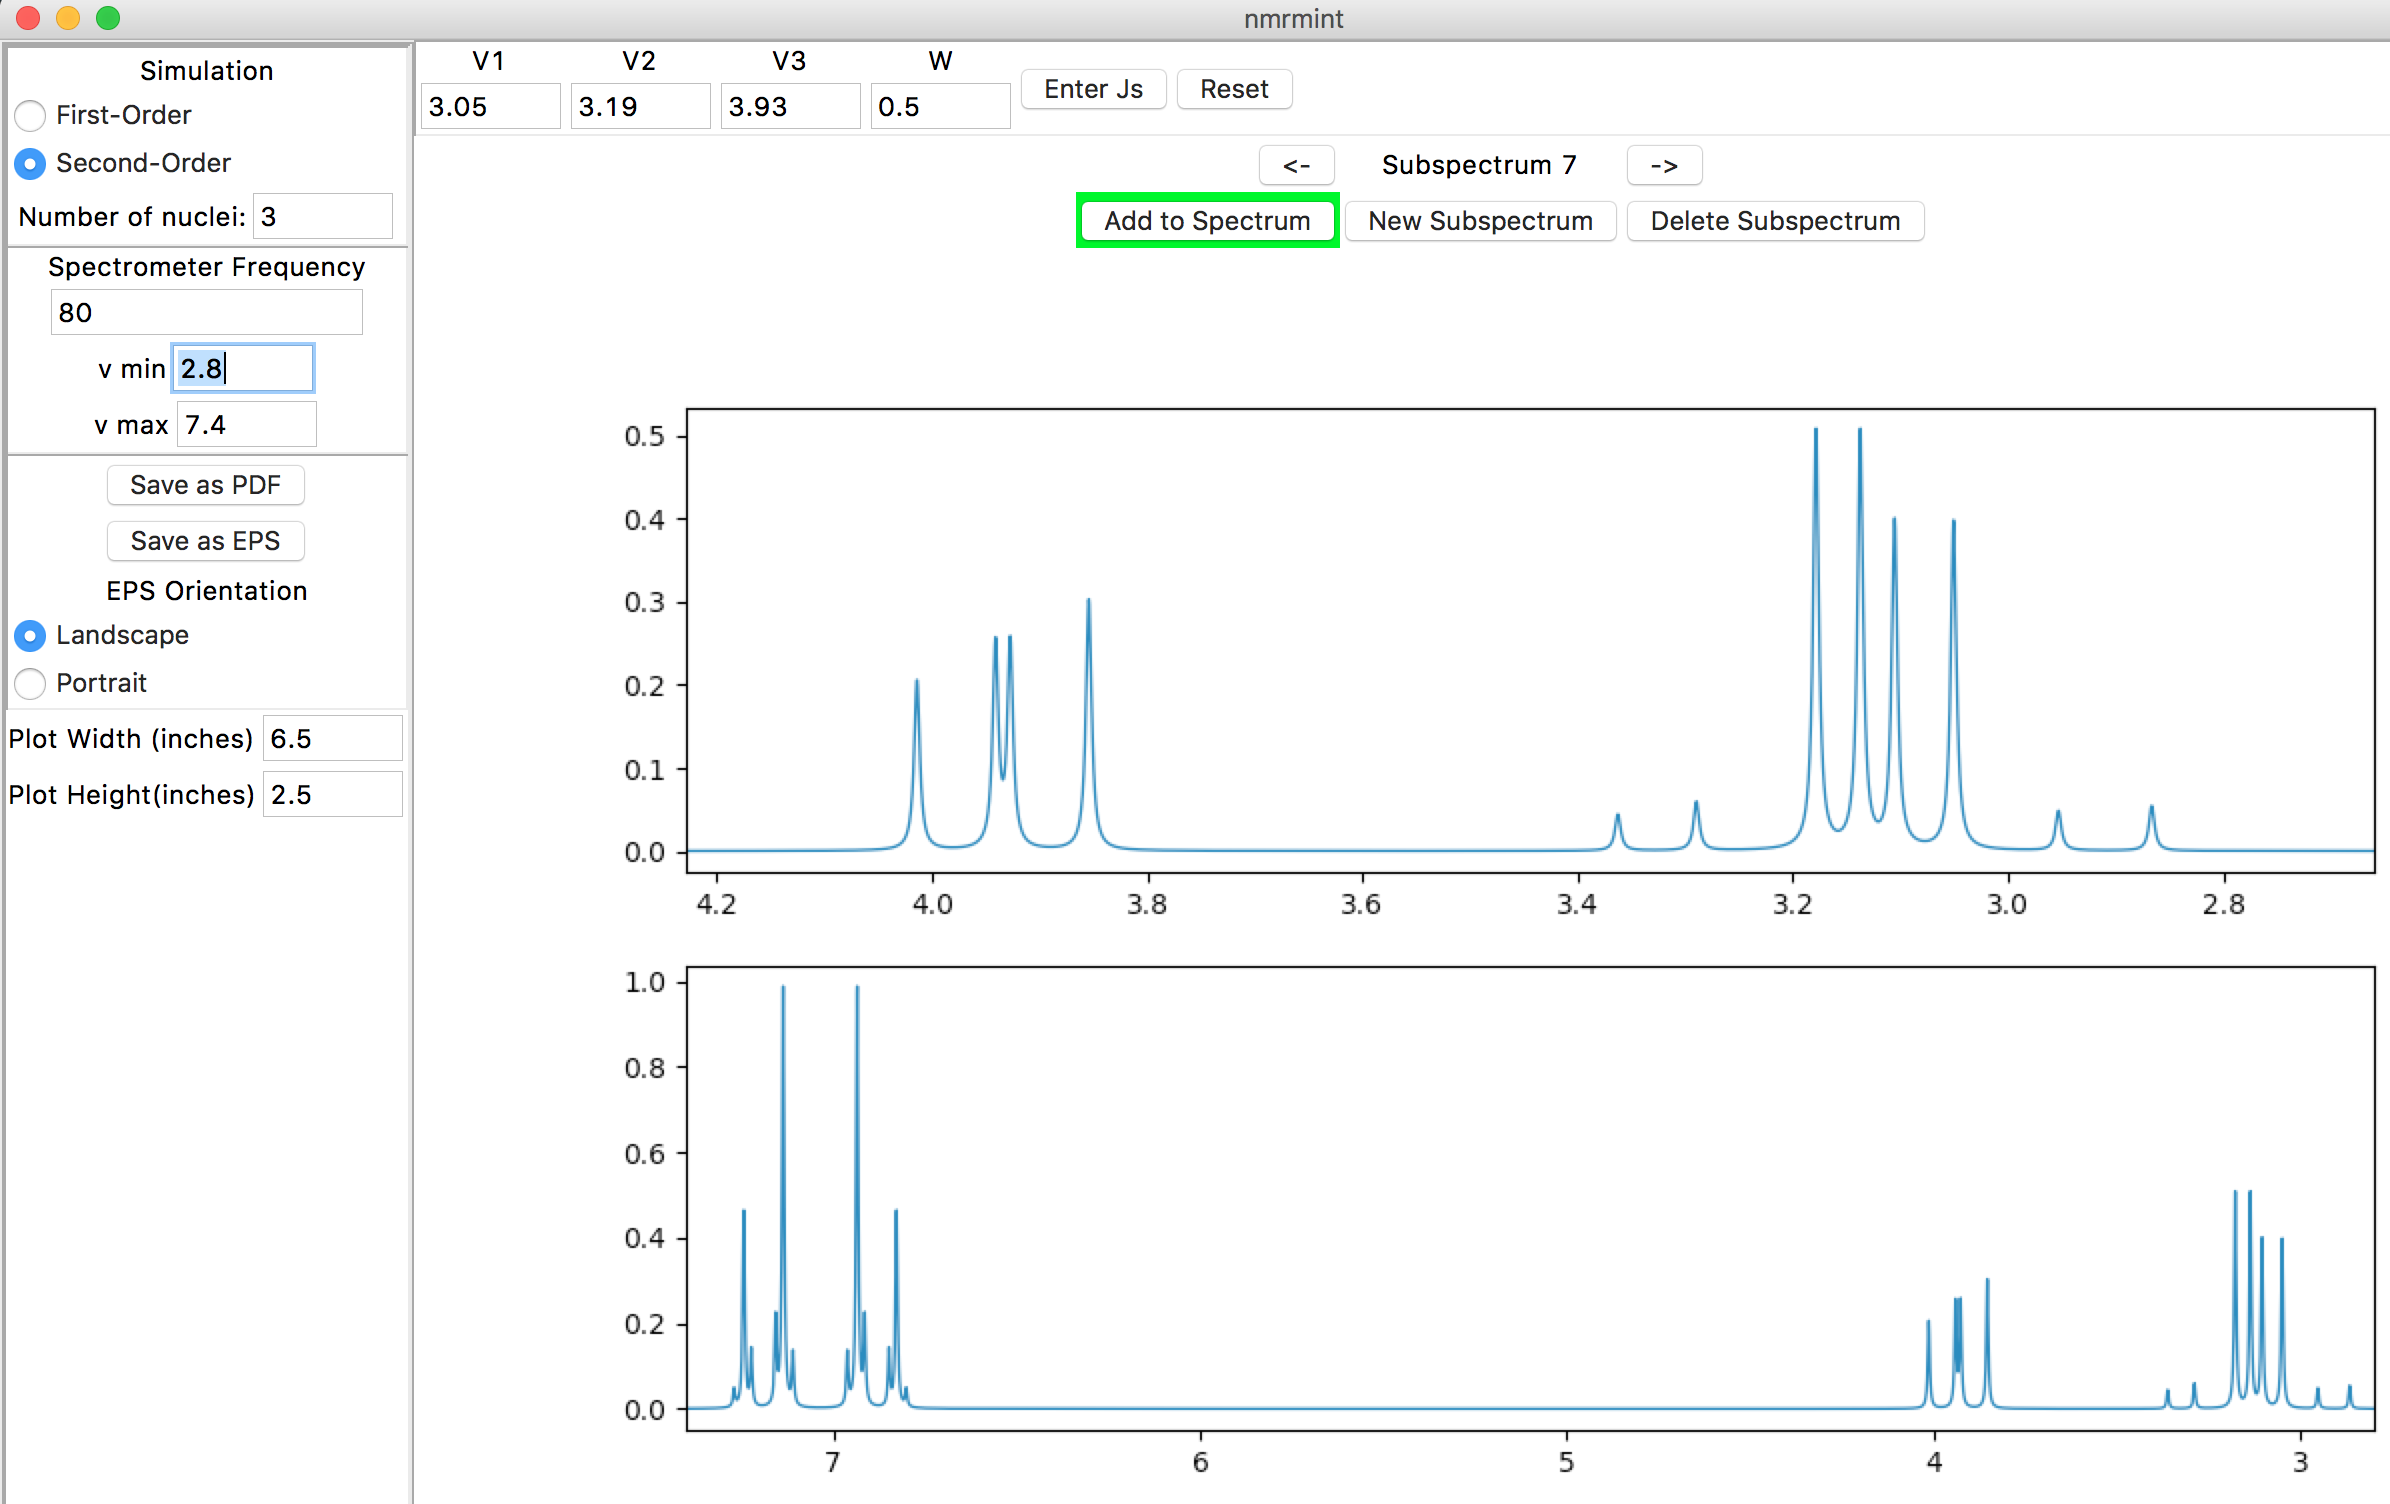 nmrmint
Simulation
First-Order
Second-Order
Number of nuclei: 3
Spectrometer Frequency
80
v min 2.8
v max 7.4
Save as PDF
Save as EPS
EPS Orientation
Landscape
Portrait
Plot Width (inches) 6.5
Plot Height(inches) 2.5
V1 V2 V3 W
3.05 3.19 3.93 0.5 Enter Js Reset
<- Subspectrum 7 ->
Add to Spectrum New Subspectrum Delete Subspectrum
0.5
0.4
0.3
0.2
0.1
0.0
4.2 4.0 3.8 3.6 3.4 3.2 3.0 2.8
1.0
0.8
0.6
0.4
0.2
0.0
7 6 5 4 3